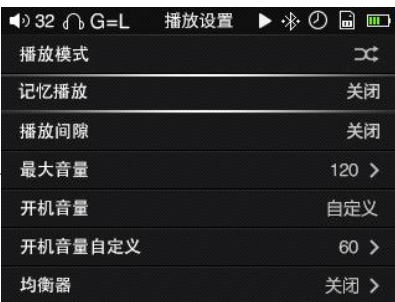 32 G=L 播放设置
播放模式
记忆播放 关闭
播放间隙 关闭
最大音量 120 >
开机音量 自定义
开机音量自定义 60 >
均衡器 关闭 >